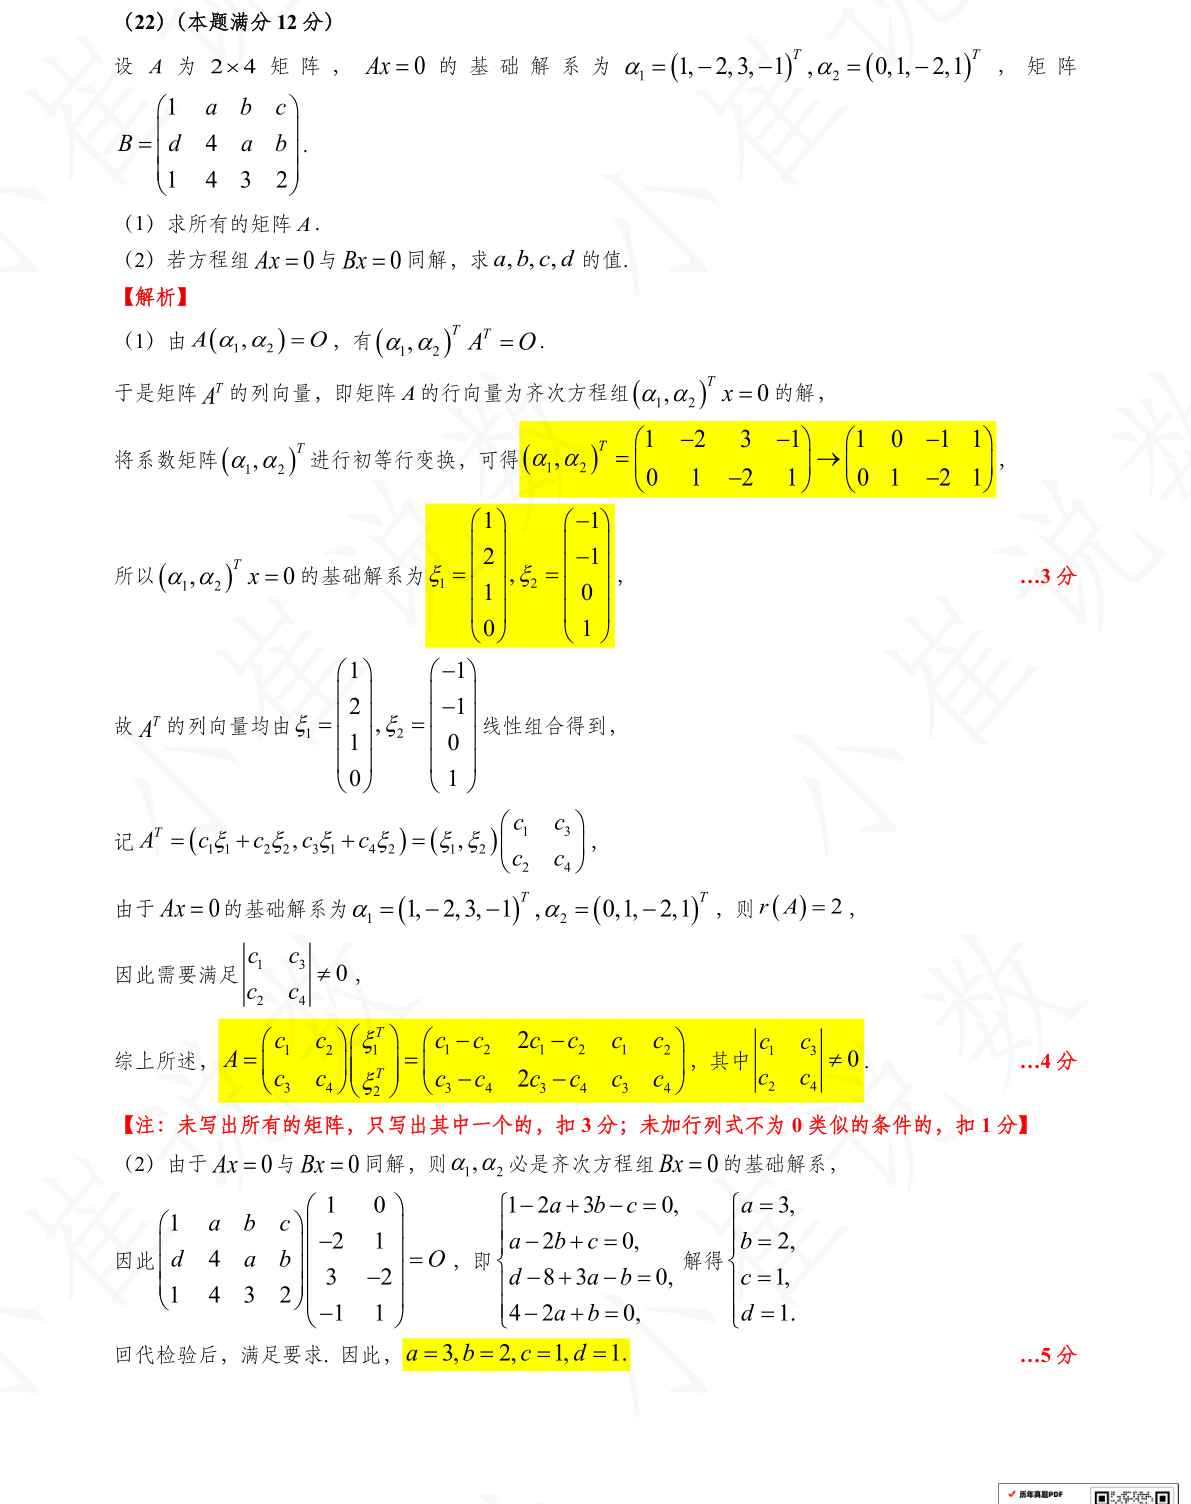 （22）（本题满分 12 分）
设 A 为 2×4 矩阵， Ax=0 的基础解系为 α₁=(1,−2,3,−1)ᵀ,α₂=(0,1,−2,1)ᵀ ，矩阵
B=
1 a b c
d 4 a b
1 4 3 2
.
（1）求所有的矩阵 A .
（2）若方程组 Ax=0 与 Bx=0 同解，求 a,b,c,d 的值.
【解析】
（1）由 A(α₁,α₂)=O，有 (α₁,α₂)ᵀ Aᵀ =O.
于是矩阵 Aᵀ 的列向量，即矩阵 A 的行向量为齐次方程组 (α₁,α₂)ᵀ x=0 的解，
将系数矩阵 (α₁,α₂)ᵀ 进行初等行变换，可得 (α₁,α₂)ᵀ = (1 −2 3 −1; 0 1 −2 1) → (1 0 −1 1; 0 1 −2 1)，
所以 (α₁,α₂)ᵀ x=0 的基础解系为 ξ₁=(1; 2; 1; 0),ξ₂=(−1; −1; 0; 1)， …3 分
故 Aᵀ 的列向量均由 ξ₁=(1; 2; 1; 0),ξ₂=(−1; −1; 0; 1) 线性组合得到，
记 Aᵀ =(c₁ξ₁+c₂ξ₂,c₃ξ₁+c₄ξ₂)=(ξ₁,ξ₂)(c₁ c₃; c₂ c₄)，
由于 Ax=0 的基础解系为 α₁=(1,−2,3,−1)ᵀ,α₂=(0,1,−2,1)ᵀ，则 r(A)=2，
因此需要满足 |c₁ c₃; c₂ c₄| ≠0，
综上所述， A=(c₁ c₂; c₃ c₄)(ξ₁ᵀ; ξ₂ᵀ)=(c₁−c₂ 2c₁−c₂ c₁ c₂; c₃−c₄ 2c₃−c₄ c₃ c₄)，其中 |c₁ c₃; c₂ c₄| ≠0. …4 分
【注：未写出所有的矩阵，只写出其中一个的，扣 3 分；未加行列式不为 0 类似的条件的，扣 1 分】
（2）由于 Ax=0 与 Bx=0 同解，则 α₁,α₂ 必是齐次方程组 Bx=0 的基础解系，
因此 (1 a b c; d 4 a b; 1 4 3 2)(1 0; −2 1; 3 −2; −1 1)=O，即 {1−2a+3b−c=0, a−2b+c=0, d−8+3a−b=0, 4−2a+b=0, 解得 {a=3, b=2, c=1, d=1.
回代检验后，满足要求. 因此， a=3,b=2,c=1,d=1. …5 分
历年真题PDF
小崔说数